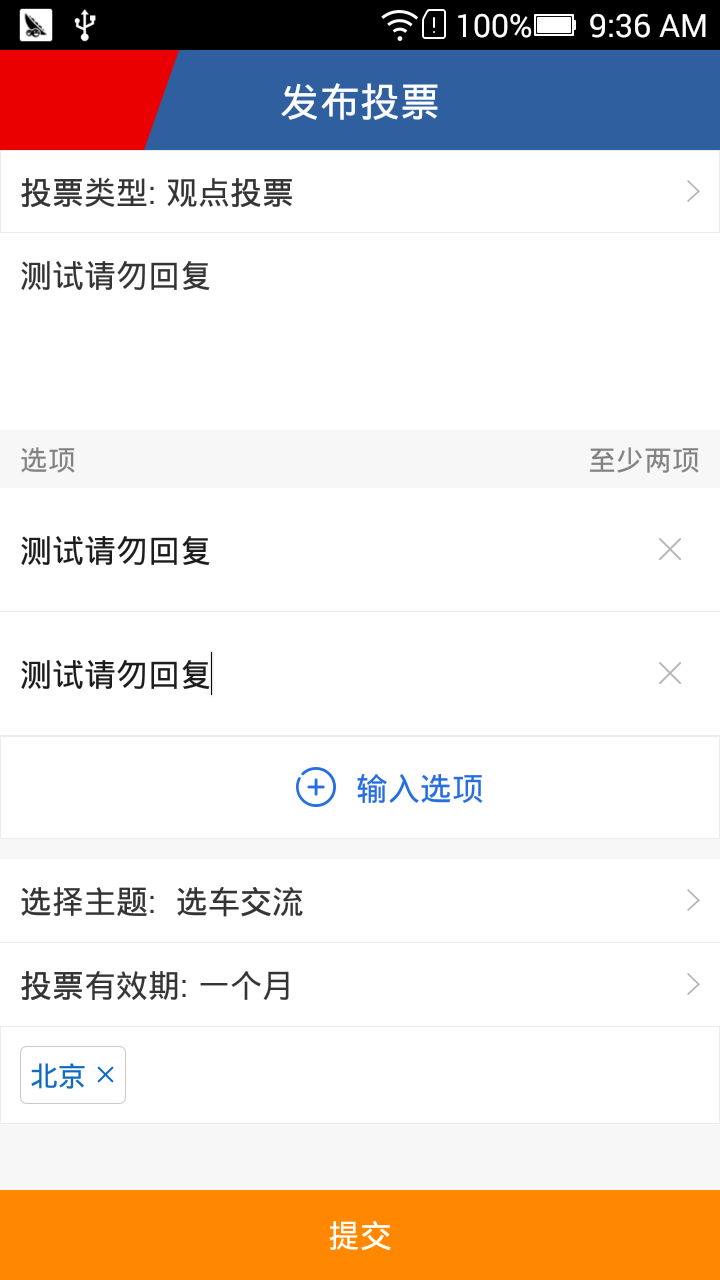 100% 9:36 AM
发布投票
投票类型: 观点投票
测试请勿回复
选项 至少两项
测试请勿回复
测试请勿回复
输入选项
选择主题: 选车交流
投票有效期: 一个月
北京
提交